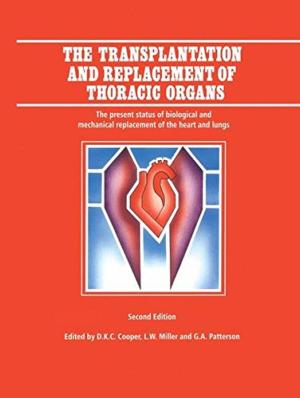 THE TRANSPLANTATION
AND REPLACEMENT OF
THORACIC ORGANS
The present status of biological and
mechanical replacement of the heart and lungs
Second Edition
Edited by D.K.C. Cooper, L.W. Miller and G.A. Patterson